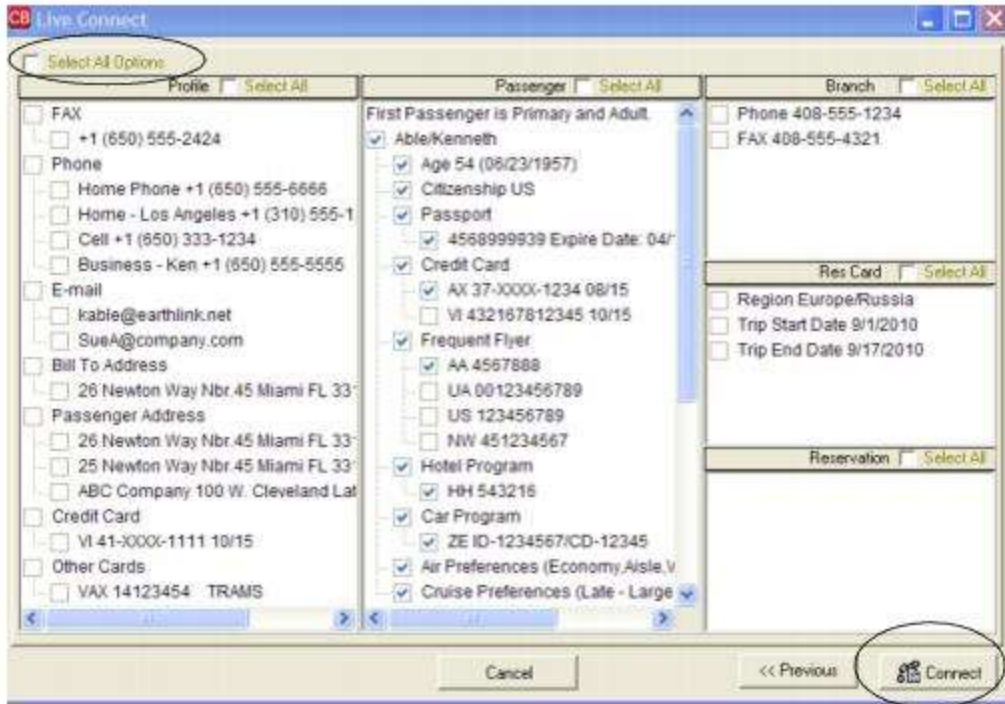 CB Live Connect
Select All Options
Profile Select All
FAX
+1 (650) 555-2424
Phone
Home Phone +1 (650) 555-6666
Home - Los Angeles +1 (310) 555-1
Cell +1 (650) 333-1234
Business - Ken +1 (650) 555-5555
E-mail
kable@earthlink.net
SueA@company.com
Bill To Address
26 Newton Way Nbr.45 Miami FL 33
Passenger Address
26 Newton Way Nbr.45 Miami FL 33
25 Newton Way Nbr.45 Miami FL 33
ABC Company 100 W. Cleveland Lat
Credit Card
VI 41-XXXX-1111 10/15
Other Cards
VAX 14123454 TRAMS
Passenger Select All
First Passenger is Primary and Adult.
Able/Kenneth
Age 54 (06/23/1957)
Citizenship US
Passport
4568999939 Expire Date: 04/
Credit Card
AX 37-XXXX-1234 08/15
VI 432167812345 10/15
Frequent Flyer
AA 4567888
UA 00123456789
US 123456789
NW 451234567
Hotel Program
HH 543216
Car Program
ZE ID-1234567/CD-12345
Air Preferences (Economy,Aisle,V
Cruise Preferences (Late - Large
Branch Select All
Phone 408-555-1234
FAX 408-555-4321
Res Card Select All
Region Europe/Russia
Trip Start Date 9/1/2010
Trip End Date 9/17/2010
Reservation Select All
Cancel
<< Previous
Connect